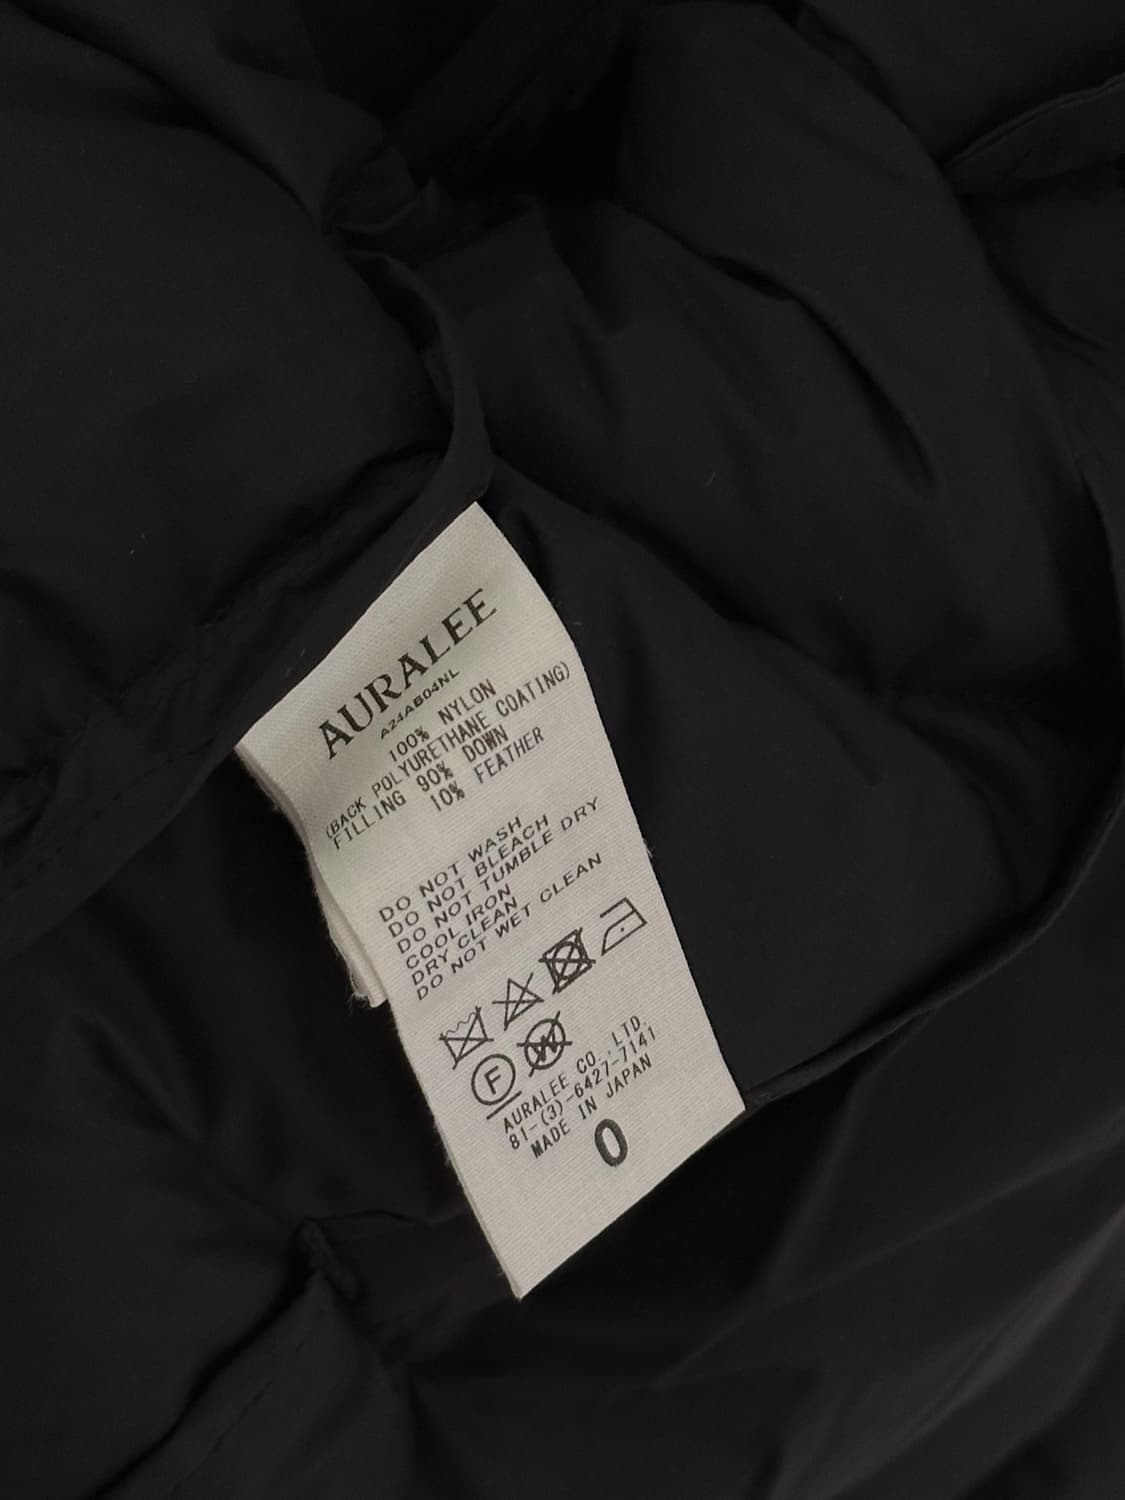 AURALEE
A24AB04NL
100% NYLON
(BACK POLYURETHANE COATING)
FILLING 90% DOWN
10% FEATHER
DO NOT WASH
DO NOT BLEACH
DO NOT TUMBLE DRY
COOL IRON
DRY CLEAN
DO NOT WET CLEAN
F W
AURALEE CO.,LTD.
81-(3)-6427-7141
MADE IN JAPAN
0